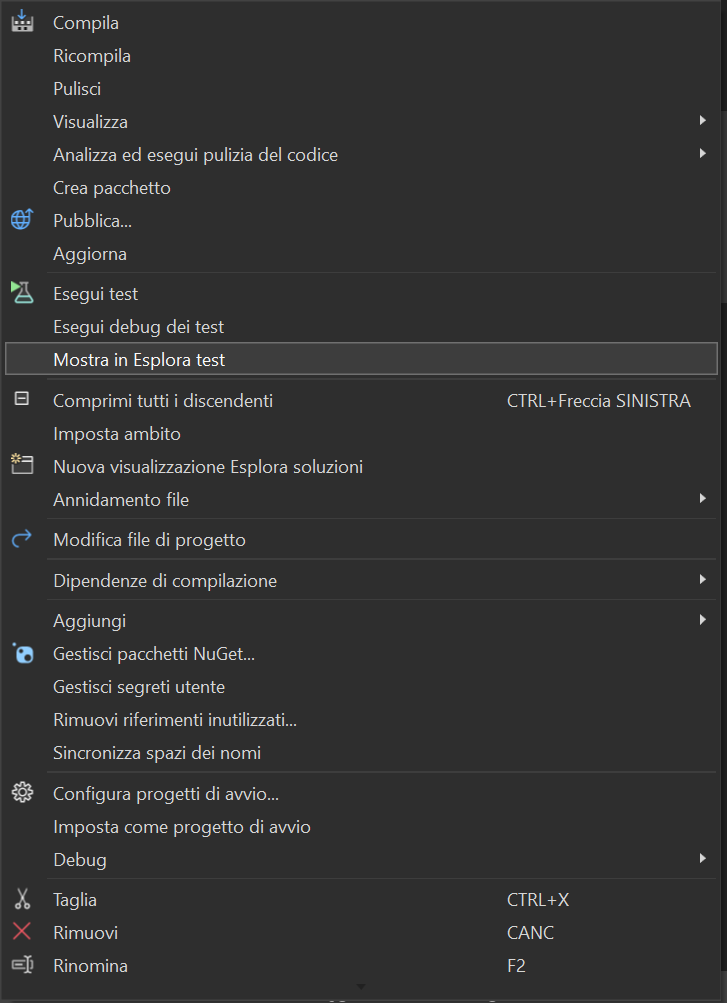 Compila
Ricompila
Pulisci
Visualizza
Analizza ed esegui pulizia del codice
Crea pacchetto
Pubblica...
Aggiorna
Esegui test
Esegui debug dei test
Mostra in Esplora test
Comprimi tutti i discendenti CTRL+Freccia SINISTRA
Imposta ambito
Nuova visualizzazione Esplora soluzioni
Annidamento file
Modifica file di progetto
Dipendenze di compilazione
Aggiungi
Gestisci pacchetti NuGet...
Gestisci segreti utente
Rimuovi riferimenti inutilizzati...
Sincronizza spazi dei nomi
Configura progetti di avvio...
Imposta come progetto di avvio
Debug
Taglia CTRL+X
Rimuovi CANC
Rinomina F2